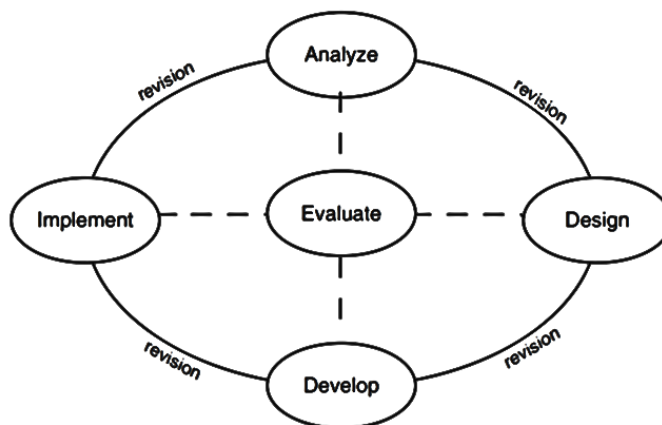 Analyze
revision
revision
Implement
Evaluate
Design
revision
revision
Develop